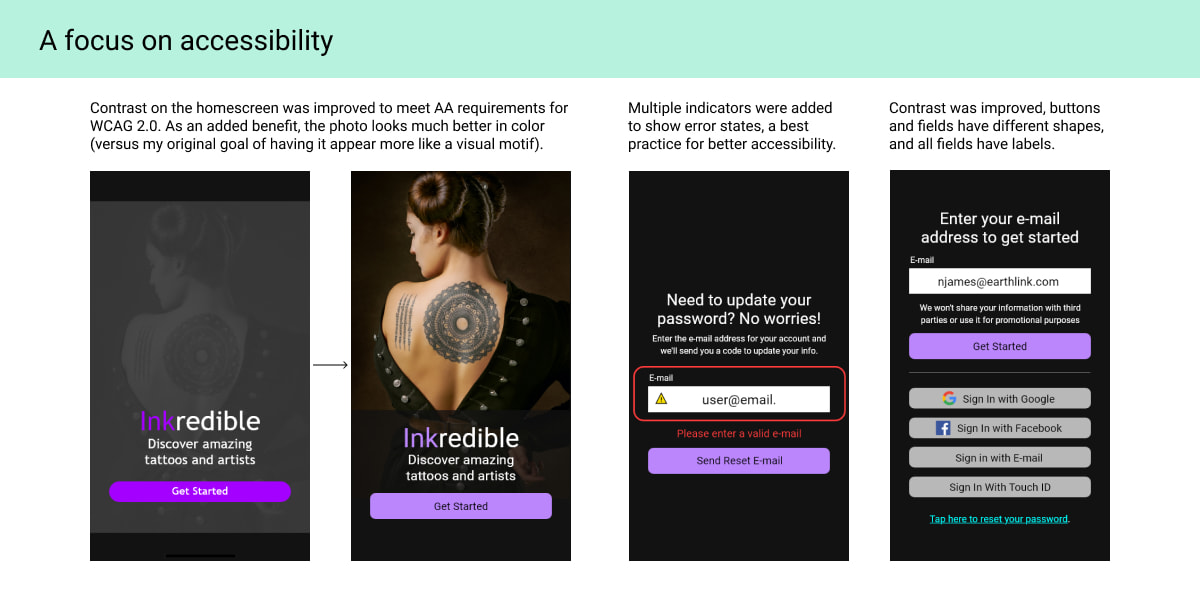 A focus on accessibility
Contrast on the homescreen was improved to meet AA requirements for
WCAG 2.0. As an added benefit, the photo looks much better in color
(versus my original goal of having it appear more like a visual motif).
Inkredible
Discover amazing
tattoos and artists
Get Started
Inkredible
Discover amazing
tattoos and artists
Get Started
Multiple indicators were added
to show error states, a best
practice for better accessibility.
Need to update your
password? No worries!
Enter the e-mail address for your account and
we'll send you a code to update your info.
E-mail
user@email.
Please enter a valid e-mail
Send Reset E-mail
Contrast was improved, buttons
and fields have different shapes,
and all fields have labels.
Enter your e-mail
address to get started
E-mail
njames@earthlink.com
We won't share your information with third
parties or use it for promotional purposes
Get Started
Sign In with Google
Sign In with Facebook
Sign in with E-mail
Sign In With Touch ID
Tap here to reset your password.